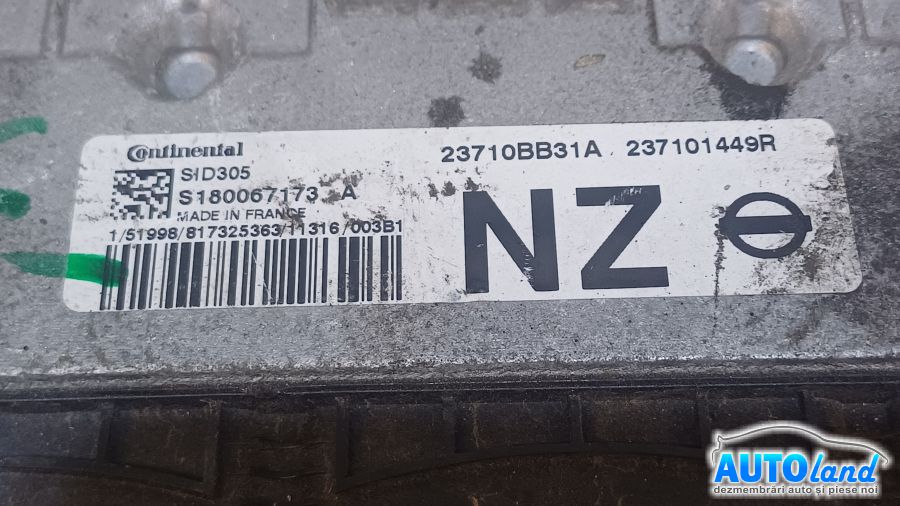 Continental
SID305
S180067173 A
MADE IN FRANCE
1/51998/817325363/11316/003B1
23710BB31A 237101449R
NZ
AUTOland
dezmembrări auto și piese noi